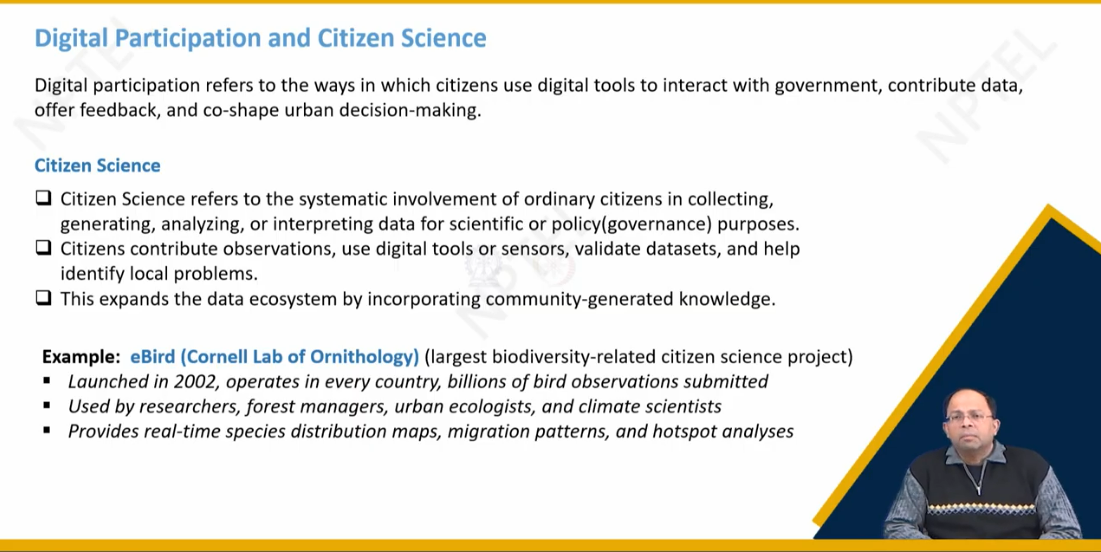 Digital Participation and Citizen Science
Digital participation refers to the ways in which citizens use digital tools to interact with government, contribute data,
offer feedback, and co-shape urban decision-making.
Citizen Science
❑ Citizen Science refers to the systematic involvement of ordinary citizens in collecting,
generating, analyzing, or interpreting data for scientific or policy(governance) purposes.
❑ Citizens contribute observations, use digital tools or sensors, validate datasets, and help
identify local problems.
❑ This expands the data ecosystem by incorporating community-generated knowledge.
Example: eBird (Cornell Lab of Ornithology) (largest biodiversity-related citizen science project)
▪ Launched in 2002, operates in every country, billions of bird observations submitted
▪ Used by researchers, forest managers, urban ecologists, and climate scientists
▪ Provides real-time species distribution maps, migration patterns, and hotspot analyses
NPTEL
NPTEL
NPTEL